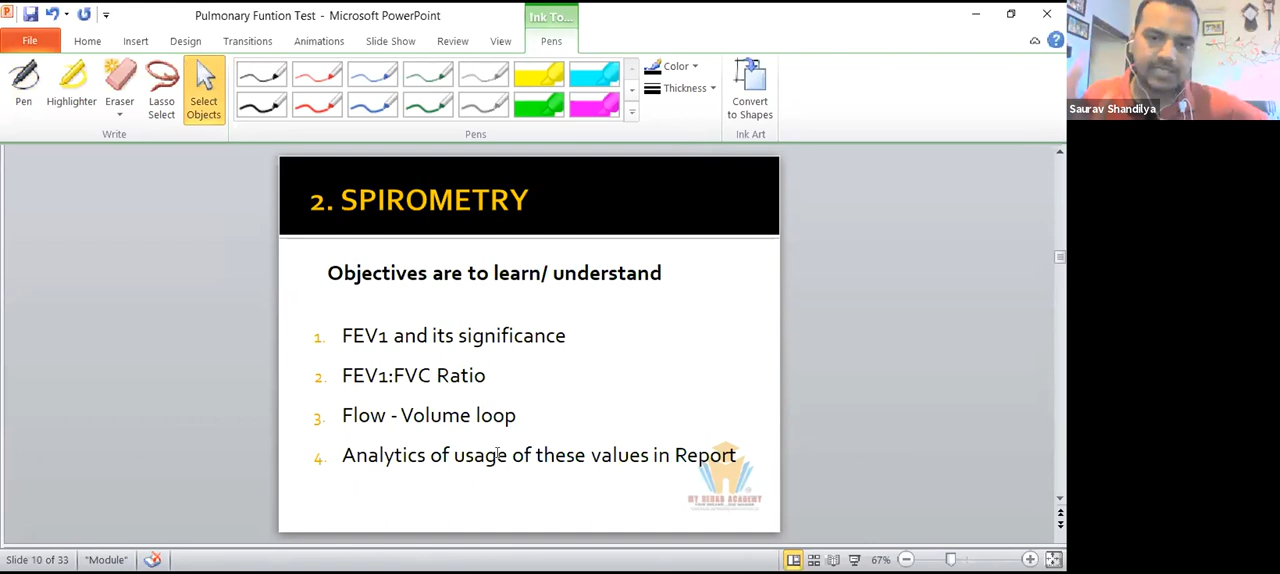 Pulmonary Funtion Test - Microsoft PowerPoint
Ink To...
File
Home
Insert
Design
Transitions
Animations
Slide Show
Review
View
Pens
Pen
Highlighter
Eraser
Lasso
Select
Select
Objects
Color
Thickness
Convert
to Shapes
Write
Pens
Ink Art
Saurav Shandilya
2. SPIROMETRY
Objectives are to learn/ understand
1. FEV1 and its significance
2. FEV1:FVC Ratio
3. Flow - Volume loop
4. Analytics of usage of these values in Report
Slide 10 of 33
"Module"
67%